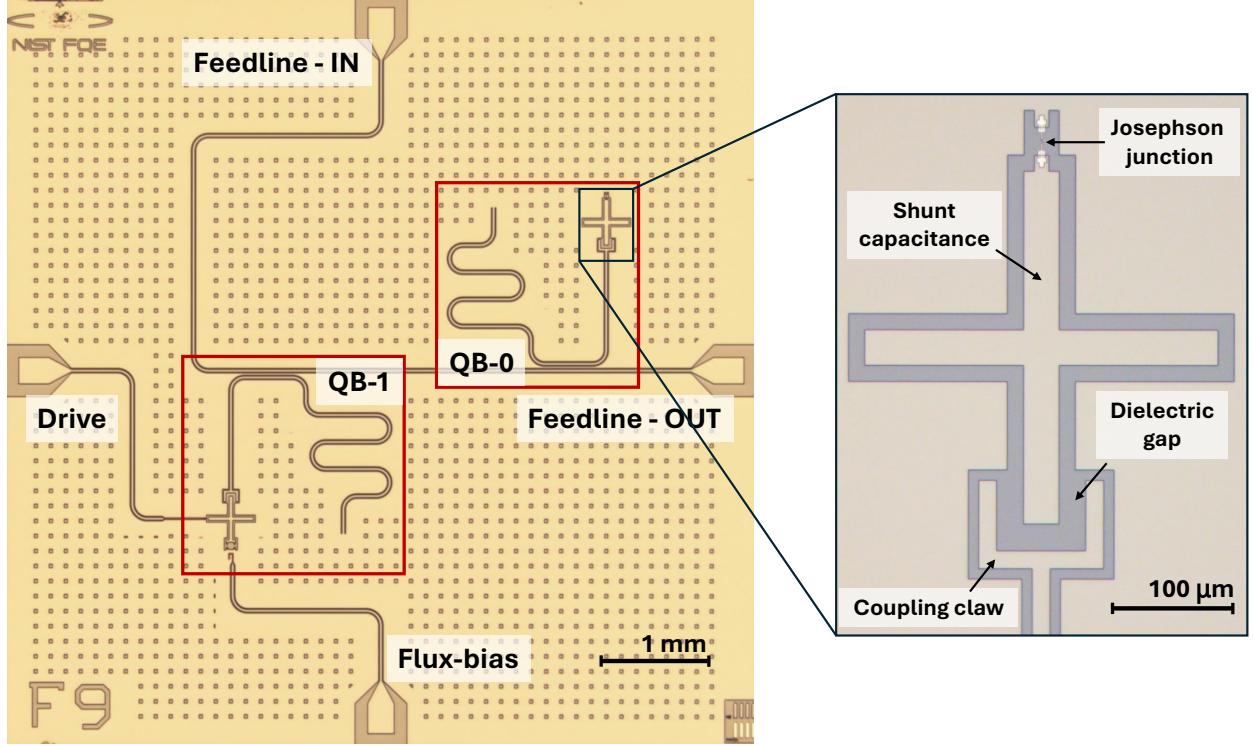 NIST FQE
Feedline - IN
QB-0
QB-1
Drive
Feedline - OUT
Flux-bias
1 mm
F9
Josephson
junction
Shunt
capacitance
Dielectric
gap
Coupling claw
100 µm